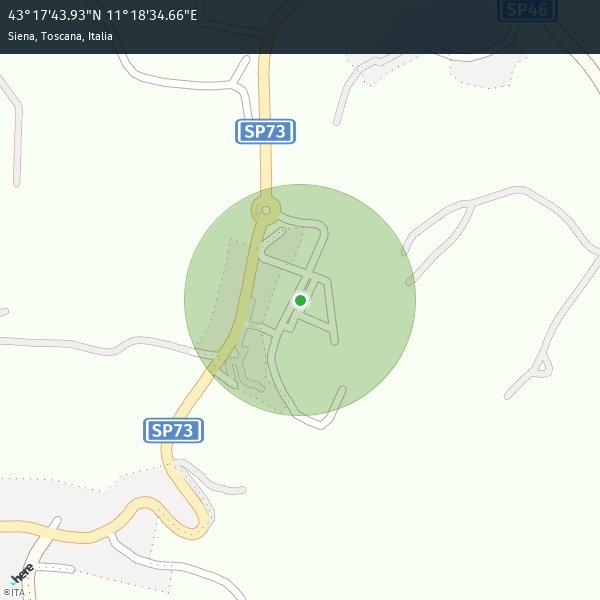 43°17'43.93"N 11°18'34.66"E
Siena, Toscana, Italia
SP46
SP73
SP73
here
©ITA